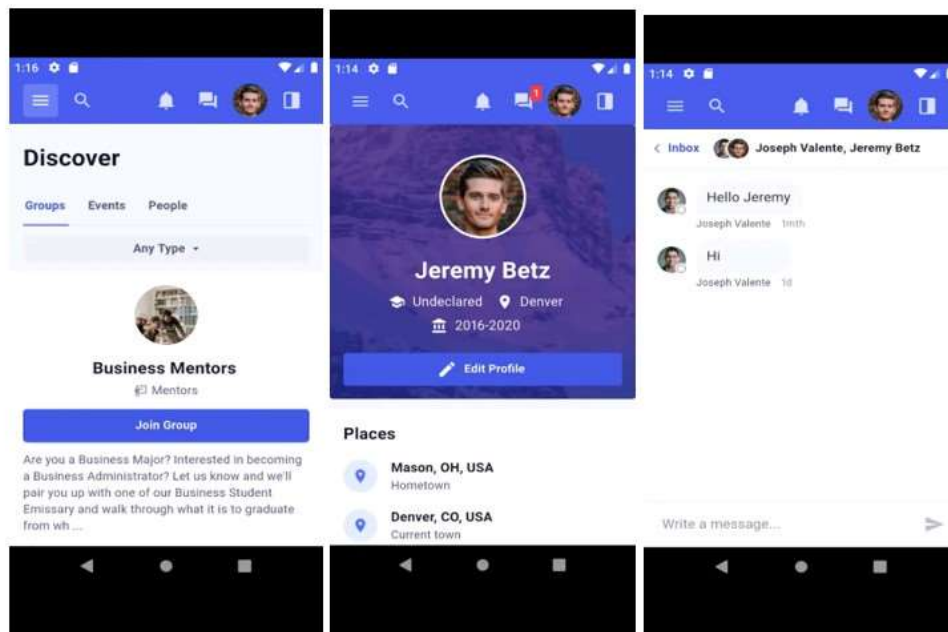 1:16
Discover
Groups Events People
Any Type
Business Mentors
Mentors
Join Group
Are you a Business Major? Interested in becoming
a Business Administrator? Let us know and we'll
pair you up with one of our Business Student
Emissary and walk through what it is to graduate
from wh ...
1:14
1
Jeremy Betz
Undeclared Denver
2016-2020
Edit Profile
Places
Mason, OH, USA
Hometown
Denver, CO, USA
Current town
1:14
Inbox Joseph Valente, Jeremy Betz
Hello Jeremy
Joseph Valente 1mth
Hi
Joseph Valente 1d
Write a message...